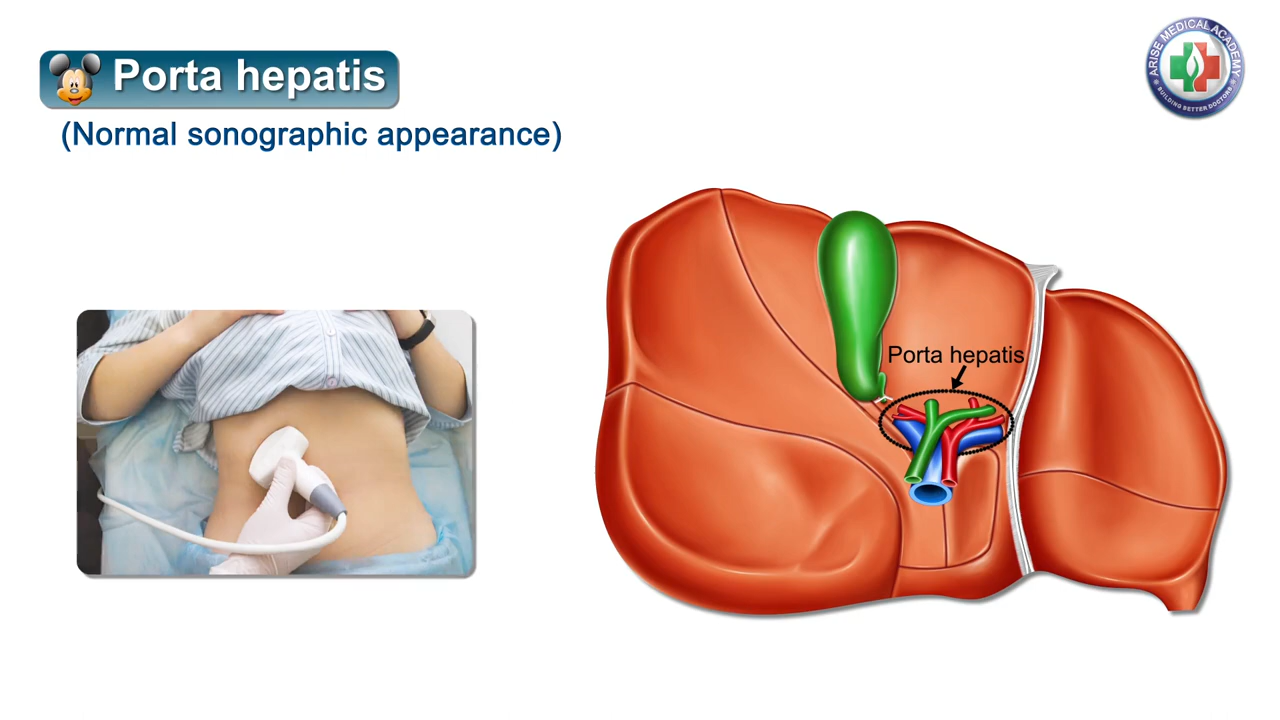 Porta hepatis
(Normal sonographic appearance)
ARISE MEDICAL ACADEMY
BUILDING BETTER DOCTORS
Porta hepatis